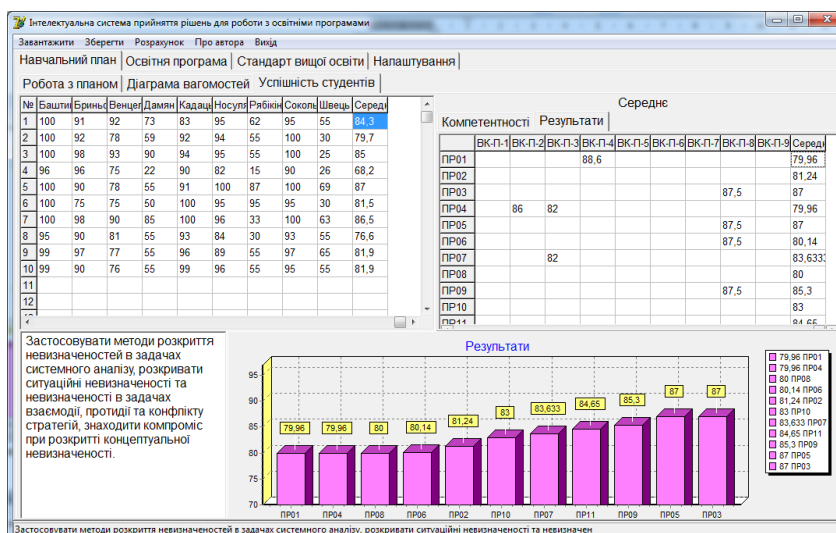 Інтелектуальна система прийняття рішень для роботи з освітніми програмами
Завантажити Зберегти Розрахунок Про автора Вихід
Навчальний план Освітня програма Стандарт вищої освіти Налаштування
Робота з планом Діаграма вагомостей Успішність студентів
№ Башти Бриньо Венцел Дамян Кадаць Носуля Рябікін Соколь Швець Середн
1 100 91 92 73 83 95 62 95 55 84,3
2 100 92 78 59 92 94 55 100 30 79,7
3 100 98 93 90 94 95 55 100 25 85
4 96 96 75 22 90 82 15 90 26 68,2
5 100 90 78 55 91 100 87 100 69 87
6 100 75 75 50 100 95 95 95 30 81,5
7 100 98 90 85 100 96 33 100 63 86,5
8 95 90 81 55 93 84 30 93 55 76,6
9 99 97 77 55 96 89 55 97 65 81,9
10 99 90 76 55 99 96 55 95 55 81,9
11
12
Середнє
Компетентності Результати
ВК-П-1 ВК-П-2 ВК-П-3 ВК-П-4 ВК-П-5 ВК-П-6 ВК-П-7 ВК-П-8 ВК-П-9 Середн
ПР01 88,6 79,96
ПР02 81,24
ПР03 87,5 87
ПР04 86 82 79,96
ПР05 87,5 87
ПР06 87,5 80,14
ПР07 82 83,633
ПР08 80
ПР09 87,5 85,3
ПР10 83
ПР11 84,65
Застосовувати методи розкриття
невизначеностей в задачах
системного аналізу, розкривати
ситуаційні невизначеності та
невизначеності в задачах
взаємодії, протидії та конфлікту
стратегій, знаходити компроміс
при розкритті концептуальної
невизначеності.
Результати
95
90
85
80
75
70
79,96 79,96 80 80,14 81,24 83 83,633 84,65 85,3 87 87
ПР01 ПР04 ПР08 ПР06 ПР02 ПР10 ПР07 ПР11 ПР09 ПР05 ПР03
79,96 ПР01
79,96 ПР04
80 ПР08
80,14 ПР06
81,24 ПР02
83 ПР10
83,633 ПР07
84,65 ПР11
85,3 ПР09
87 ПР05
87 ПР03
Застосовувати методи розкриття невизначеностей в задачах системного аналізу, розкривати ситуаційні невизначеності та невизначен